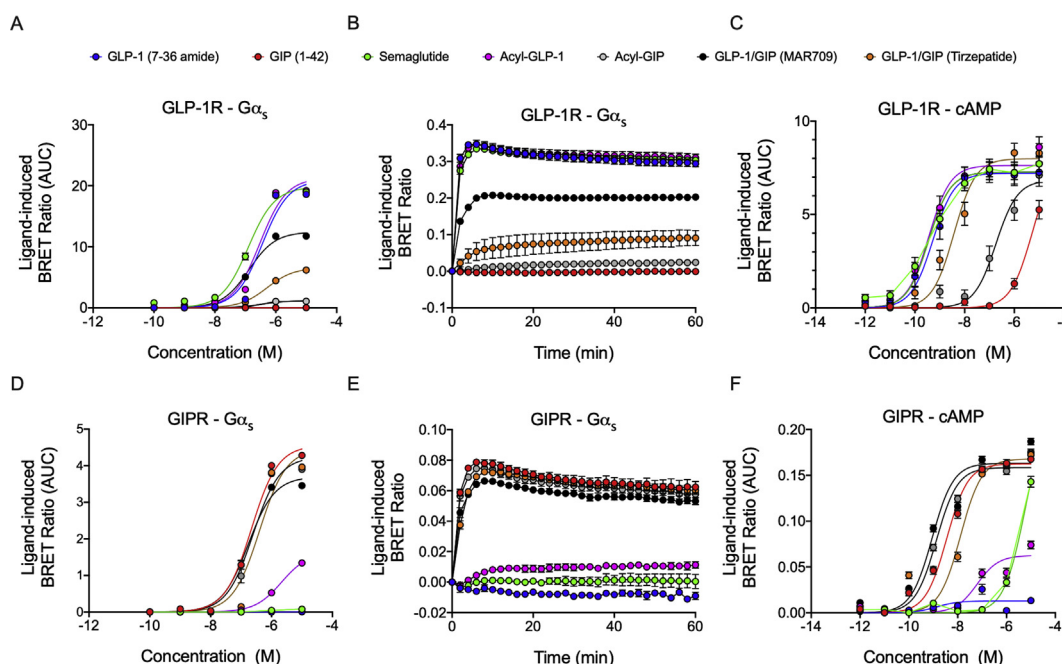 A
B
C
GLP-1 (7-36 amide)
GIP (1-42)
Semaglutide
Acyl-GLP-1
Acyl-GIP
GLP-1/GIP (MAR709)
GLP-1/GIP (Tirzepatide)
GLP-1R - Gαs
Ligand-induced
BRET Ratio (AUC)
30
20
10
0
-12
-10
-8
-6
-4
Concentration (M)
GLP-1R - Gαs
Ligand-induced
BRET Ratio
0.4
0.3
0.2
0.1
0.0
-0.1
0
20
40
60
Time (min)
GLP-1R - cAMP
Ligand-induced
BRET Ratio (AUC)
8
6
4
2
0
-14
-12
-10
-8
-6
-4
Concentration (M)
D
E
F
GIPR - Gαs
Ligand-induced
BRET Ratio (AUC)
5
4
3
2
1
0
-12
-10
-8
-6
-4
Concentration (M)
GIPR - Gαs
Ligand-induced
BRET Ratio
0.10
0.08
0.06
0.04
0.02
0.00
-0.02
0
20
40
60
Time (min)
GIPR - cAMP
Ligand-induced
BRET Ratio (AUC)
0.20
0.15
0.10
0.05
0.00
-14
-12
-10
-8
-6
-4
Concentration (M)